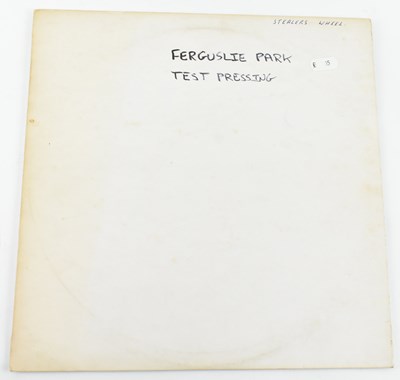 STEALERS WHEEL.
FERGUSLIE PARK
TEST PRESSING